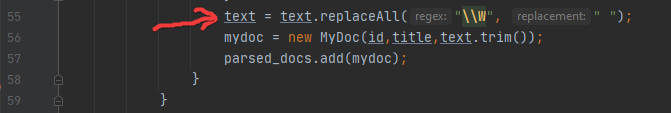 55 text = text.replaceAll( regex: "\\W", replacement: " ");
56 mydoc = new MyDoc(id,title,text.trim());
57 parsed_docs.add(mydoc);
58 }
59 }